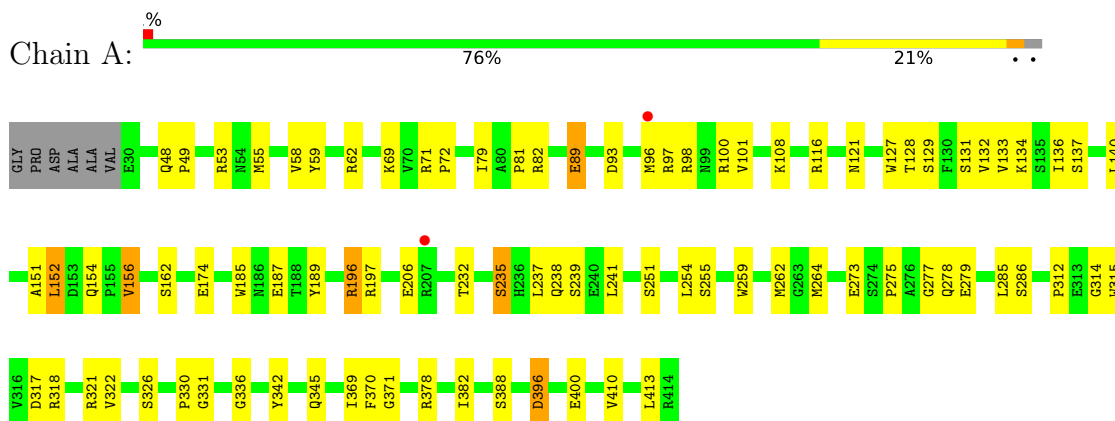 .%
Chain A:
76% 21% . .
GLY PRO ASP ALA ALA VAL E30 Q48 P49 R53 N54 M55 V58 Y59 R62 K69 V70 R71 P72 I79 A80 P81 R82 E89 D93 M96 R97 R98 N99 R100 V101 K108 R116 N121 W127 T128 S129 F130 S131 V132 V133 K134 S135 I136 S137 L140
A151 L152 D153 Q154 P155 V156 S162 E174 W185 N186 E187 T188 Y189 R196 R197 E206 R207 T232 S235 H236 L237 Q238 S239 E240 L241 S251 L254 S255 W259 M262 G263 M264 E273 S274 P275 A276 G277 Q278 E279 L285 S286 P312 E313 G314 W315
V316 D317 R318 R321 V322 S326 P330 G331 G336 Y342 Q345 I369 F370 G371 R378 I382 S388 D396 E400 V410 L413 R414